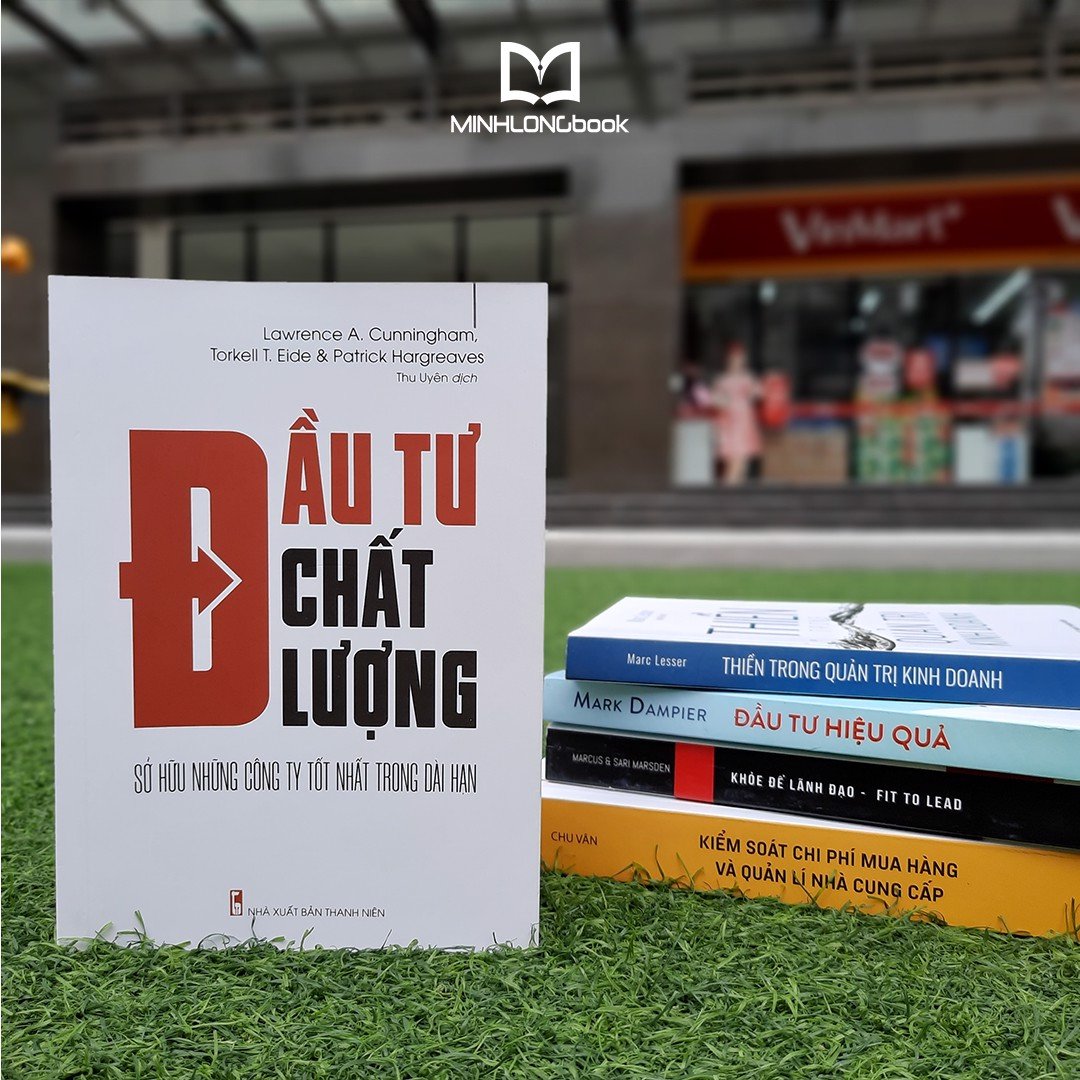 MINHLONGbook
VinMart+
Lawrence A. Cunningham,
Torkell T. Eide & Patrick Hargreaves
Thu Uyên dịch
ĐẦU TƯ
CHẤT
LƯỢNG
SỞ HỮU NHỮNG CÔNG TY TỐT NHẤT TRONG DÀI HẠN
NHÀ XUẤT BẢN THANH NIÊN
THIỀN
Marc Lesser THIỀN TRONG QUẢN TRỊ KINH DOANH
MARK DAMPIER ĐẦU TƯ HIỆU QUẢ
MARCUS & SARI MARSDEN KHỎE ĐỂ LÃNH ĐẠO - FIT TO LEAD
CHU VĂN KIỂM SOÁT CHI PHÍ MUA HÀNG
VÀ QUẢN LÍ NHÀ CUNG CẤP